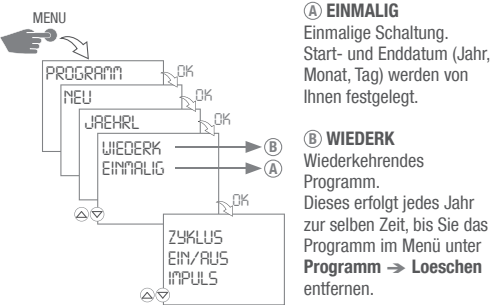 MENU
PROGRAMM
OK
NEU
OK
JAEHRL
OK
WIEDERK
B
EINMALIG
A
OK
ZYKLUS
EIN/AUS
IMPULS
A EINMALIG
Einmalige Schaltung.
Start- und Enddatum (Jahr,
Monat, Tag) werden von
Ihnen festgelegt.
B WIEDERK
Wiederkehrendes
Programm.
Dieses erfolgt jedes Jahr
zur selben Zeit, bis Sie das
Programm im Menü unter
Programm → Loeschen
entfernen.